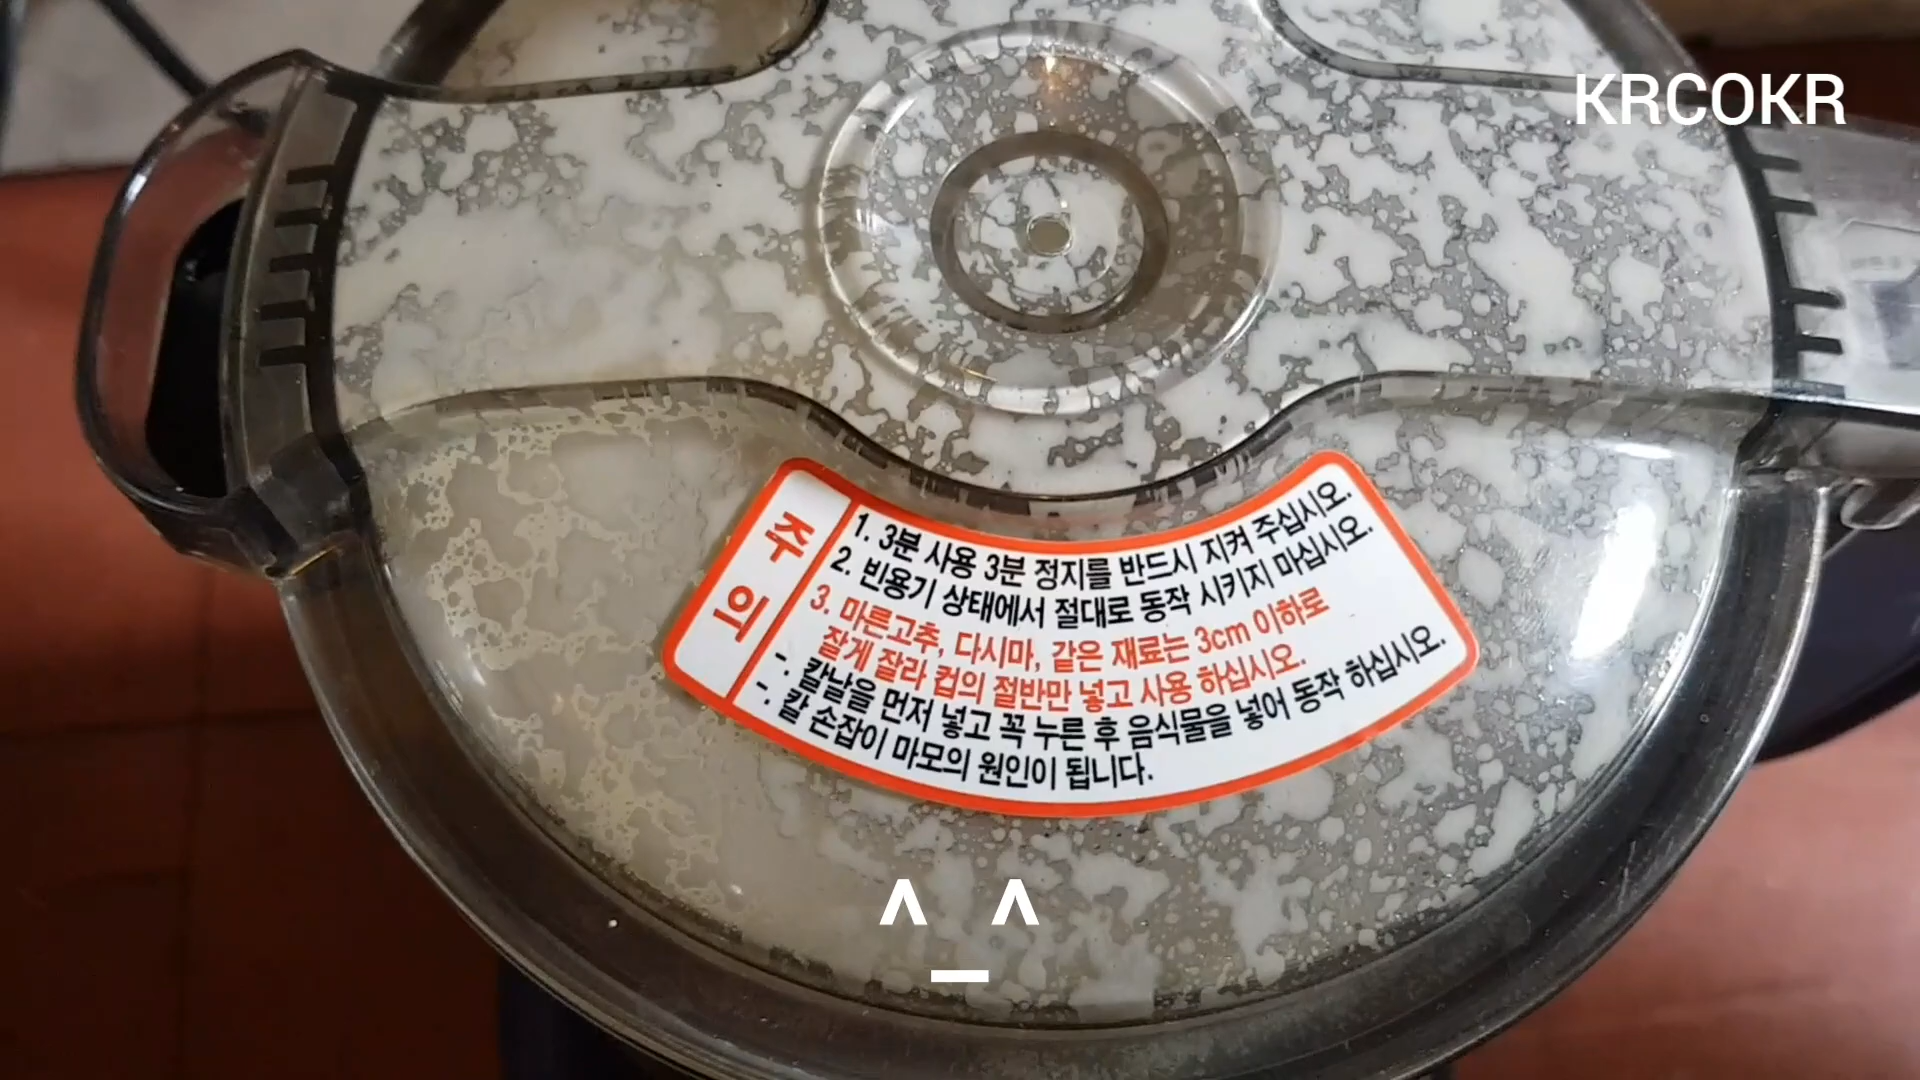 KRCOKR
주의
1. 3분 사용 3분 정지를 반드시 지켜 주십시오.
2. 빈용기 상태에서 절대로 동작 시키지 마십시오.
3. 마른고추, 다시마, 같은 재료는 3cm 이하로
잘게 잘라 컵의 절반만 넣고 사용 하십시오.
-. 칼날을 먼저 넣고 꼭 누른 후 음식물을 넣어 동작 하십시오.
-. 칼 손잡이 마모의 원인이 됩니다.
^_^